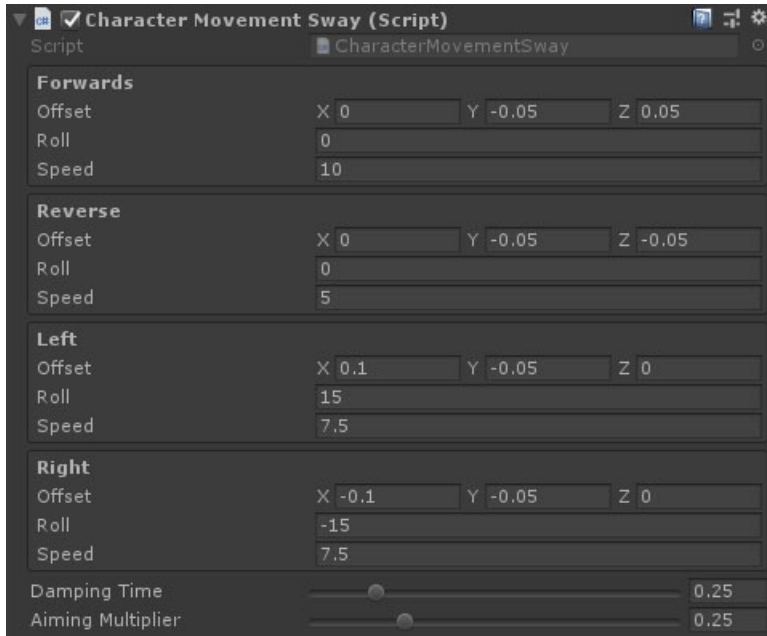 c# Character Movement Sway (Script)
Script CharacterMovementSway
Forwards
Offset X 0 Y -0.05 Z 0.05
Roll 0
Speed 10
Reverse
Offset X 0 Y -0.05 Z -0.05
Roll 0
Speed 5
Left
Offset X 0.1 Y -0.05 Z 0
Roll 15
Speed 7.5
Right
Offset X -0.1 Y -0.05 Z 0
Roll -15
Speed 7.5
Damping Time 0.25
Aiming Multiplier 0.25